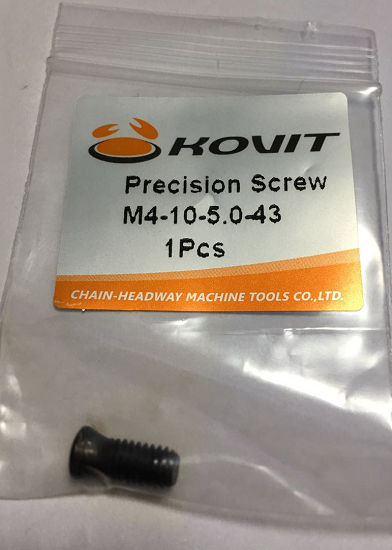 KOVIT
Precision Screw
M4-10-5.0-43
1Pcs
CHAIN-HEADWAY MACHINE TOOLS CO.,LTD.